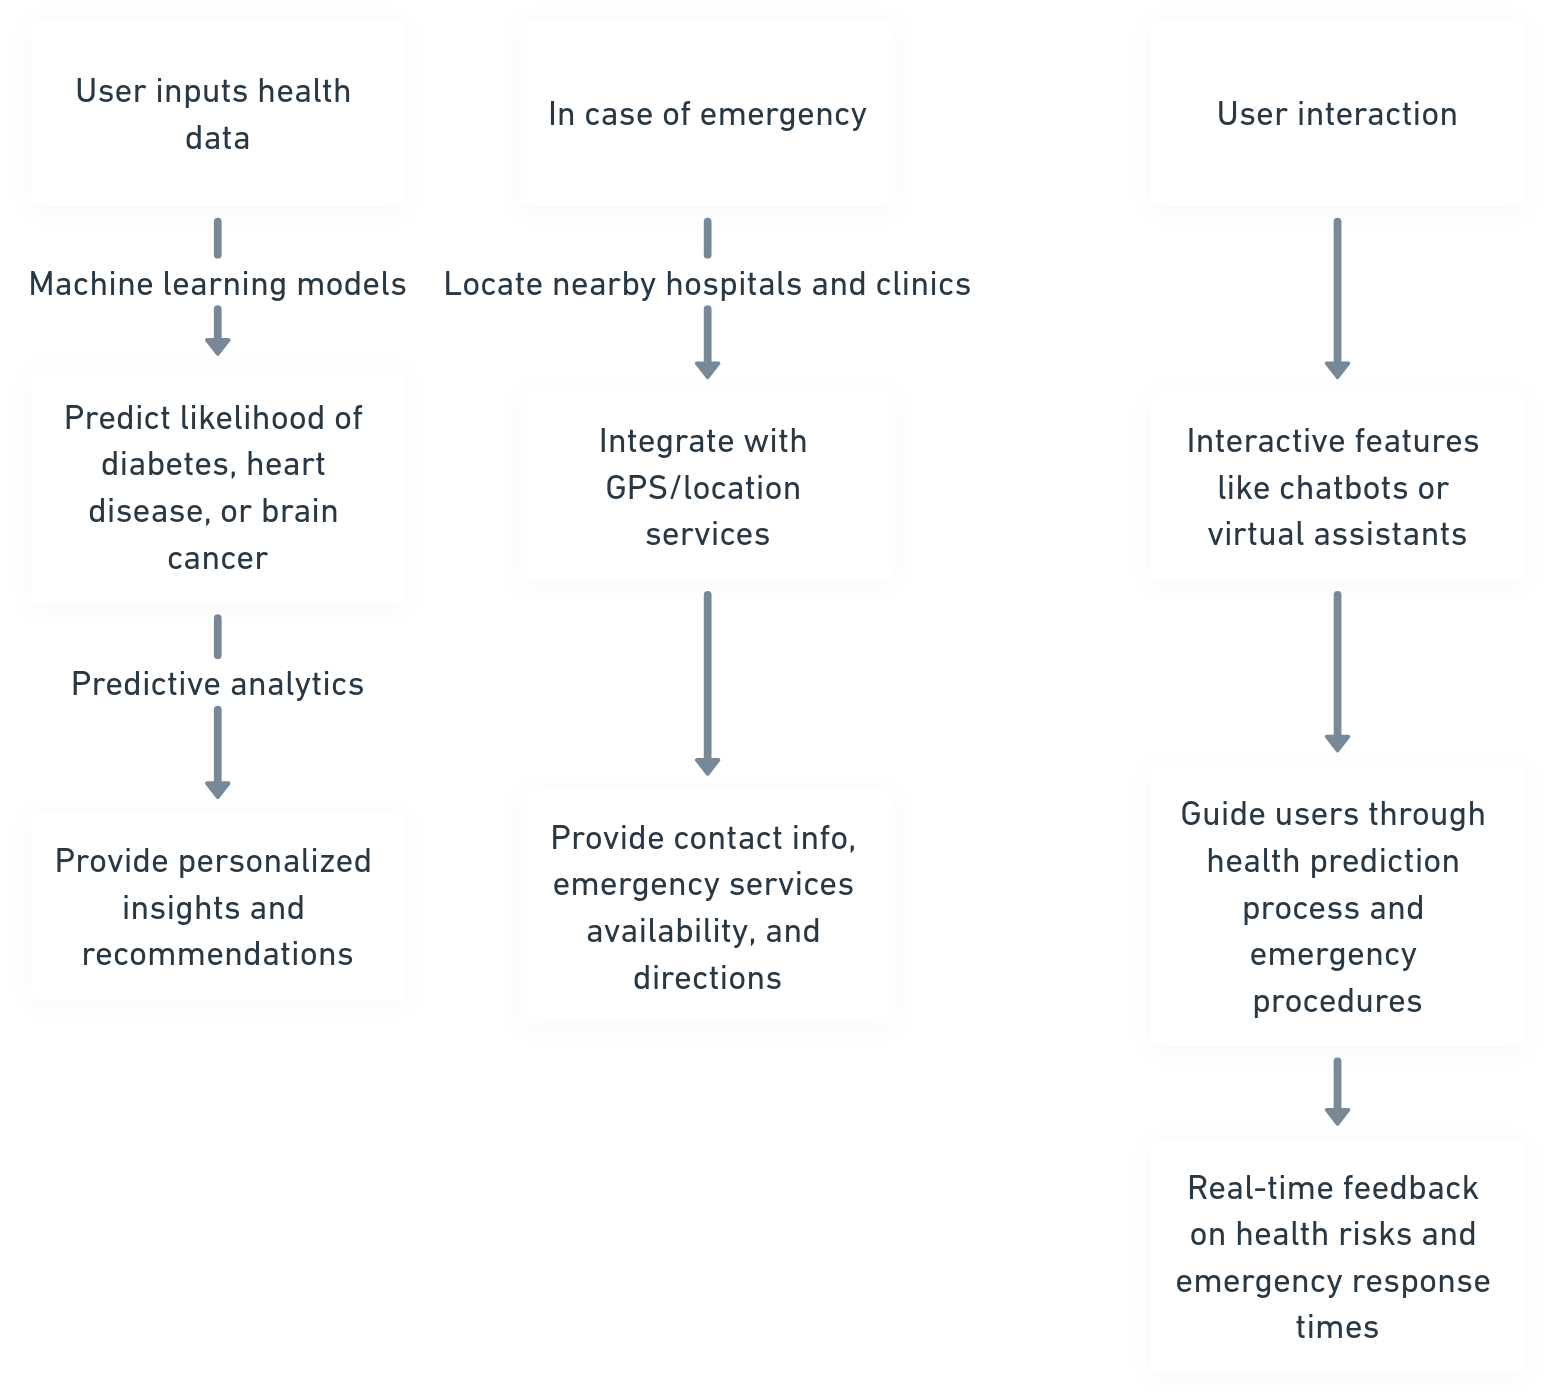 User inputs health
data
Machine learning models
Predict likelihood of
diabetes, heart
disease, or brain
cancer
Predictive analytics
Provide personalized
insights and
recommendations
In case of emergency
Locate nearby hospitals and clinics
Integrate with
GPS/location
services
Provide contact info,
emergency services
availability, and
directions
User interaction
Interactive features
like chatbots or
virtual assistants
Guide users through
health prediction
process and
emergency
procedures
Real-time feedback
on health risks and
emergency response
times